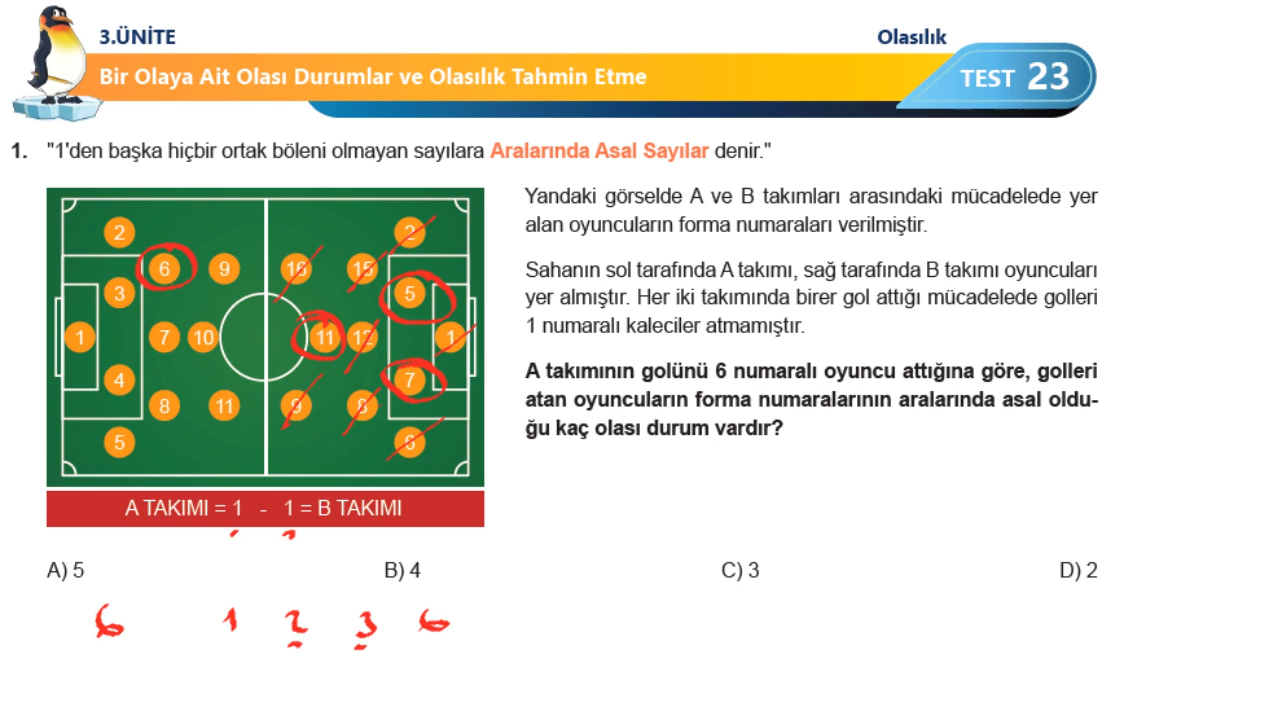 3.ÜNİTE
Olasılık
Bir Olaya Ait Olası Durumlar ve Olasılık Tahmin Etme
TEST 23
1. "1'den başka hiçbir ortak böleni olmayan sayılara Aralarında Asal Sayılar denir."
Yandaki görselde A ve B takımları arasındaki mücadelede yer
alan oyuncuların forma numaraları verilmiştir.
Sahanın sol tarafında A takımı, sağ tarafında B takımı oyuncuları
yer almıştır. Her iki takımında birer gol attığı mücadelede golleri
1 numaralı kaleciler atmamıştır.
A takımının golünü 6 numaralı oyuncu attığına göre, golleri
atan oyuncuların forma numaralarının aralarında asal oldu-
ğu kaç olası durum vardır?
2 2
6 9 16 15
3 5
1 7 10 11 12 1
4 7
8 11 9 8
5 6
A TAKIMI = 1 - 1 = B TAKIMI
A) 5 B) 4 C) 3 D) 2
6 1 2 3 6